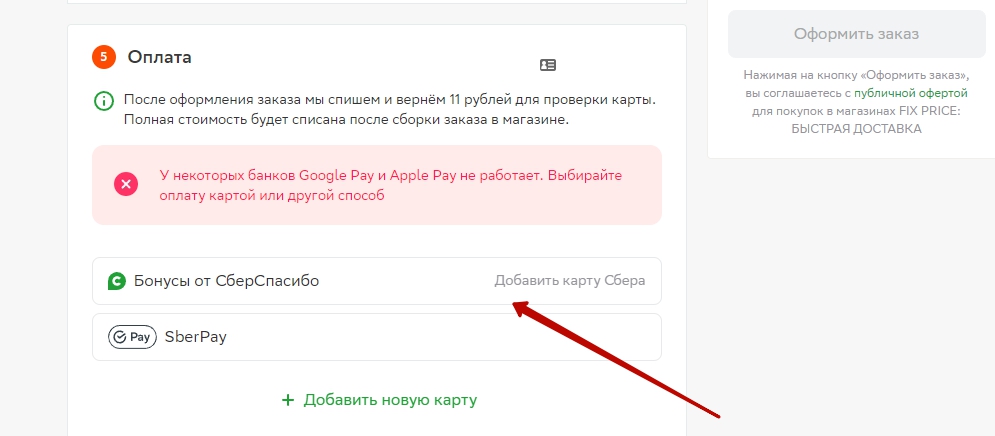 5 Оплата
После оформления заказа мы спишем и вернём 11 рублей для проверки карты.
Полная стоимость будет списана после сборки заказа в магазине.
У некоторых банков Google Pay и Apple Pay не работает. Выбирайте
оплату картой или другой способ
Бонусы от СберСпасибо Добавить карту Сбера
Pay SberPay
+ Добавить новую карту
Оформить заказ
Нажимая на кнопку «Оформить заказ»,
вы соглашаетесь с публичной офертой
для покупок в магазинах FIX PRICE:
БЫСТРАЯ ДОСТАВКА